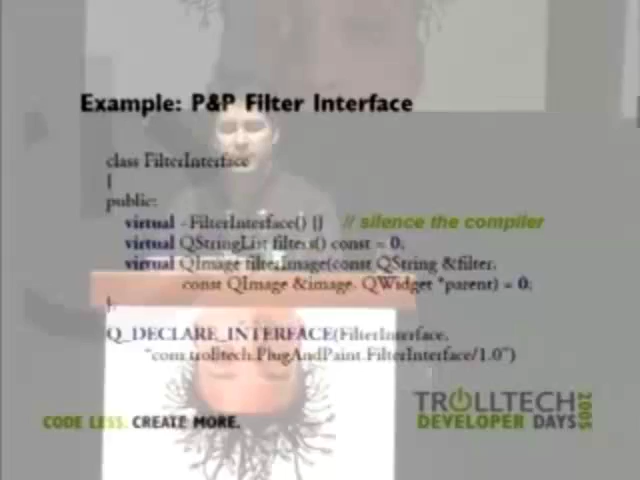 Example: P&P Filter Interface
class FilterInterface
{
public:
virtual ~FilterInterface() {} // silence the compiler
virtual QStringList filters() const = 0;
virtual QImage filterImage(const QString &filter,
const QImage &image, QWidget *parent) = 0;
};
Q_DECLARE_INTERFACE(FilterInterface,
"com.trolltech.PlugAndPaint.FilterInterface/1.0")
CODE LESS. CREATE MORE.
TROLLTECH
DEVELOPER DAYS
2005